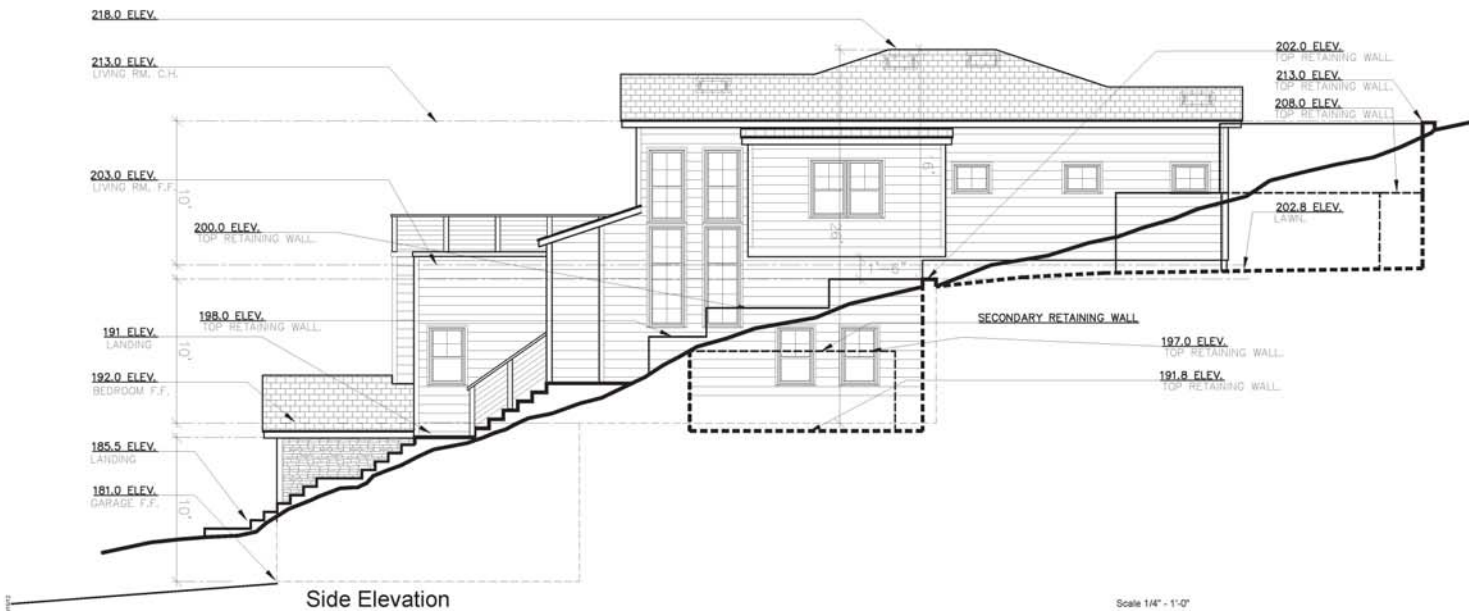 218.0 ELEV.
213.0 ELEV.
LIVING RM. C.H.
202.0 ELEV.
TOP RETAINING WALL.
213.0 ELEV.
TOP RETAINING WALL.
208.0 ELEV.
TOP RETAINING WALL.
203.0 ELEV.
LIVING RM. F.F.
10'
6'
26'
202.8 ELEV.
LAWN.
200.0 ELEV.
TOP RETAINING WALL.
1'-6"
198.0 ELEV.
TOP RETAINING WALL.
SECONDARY RETAINING WALL
191 ELEV.
LANDING
10'
197.0 ELEV.
TOP RETAINING WALL.
192.0 ELEV.
BEDROOM F.F.
191.8 ELEV.
TOP RETAINING WALL.
185.5 ELEV.
LANDING
181.0 ELEV.
GARAGE F.F.
10'
Side Elevation
Scale 1/4" - 1'-0"